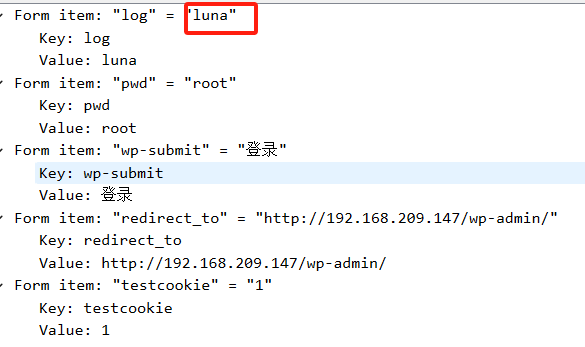 Form item: "log" = "luna"
Key: log
Value: luna
Form item: "pwd" = "root"
Key: pwd
Value: root
Form item: "wp-submit" = "登录"
Key: wp-submit
Value: 登录
Form item: "redirect_to" = "http://192.168.209.147/wp-admin/"
Key: redirect_to
Value: http://192.168.209.147/wp-admin/
Form item: "testcookie" = "1"
Key: testcookie
Value: 1